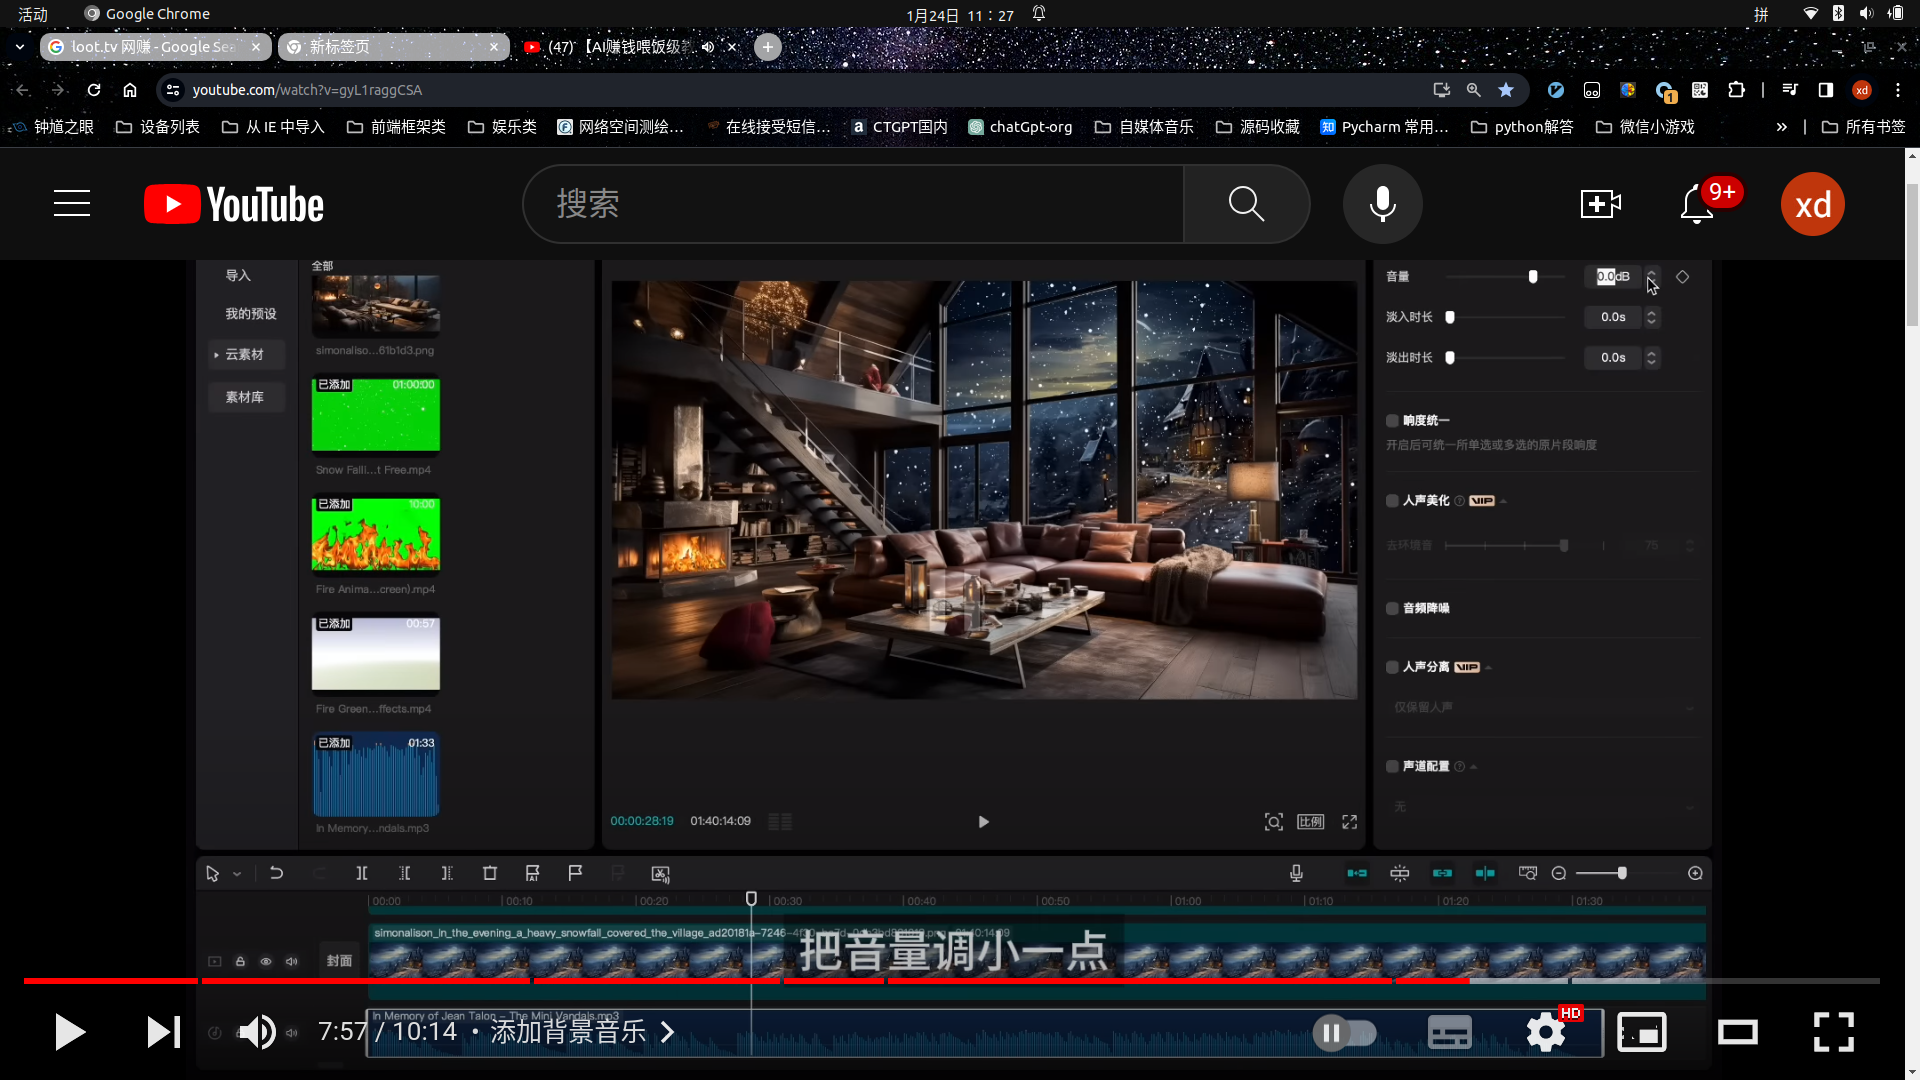 活动
Google Chrome
1月24日 11：27
拼
loot.tv 网赚 - Google Sea
新标签页
(47) 【AI赚钱喂饭级教
youtube.com/watch?v=gyL1raggCSA
1
xd
钟道之眼
设备列表
从 IE 中导入
前端框架类
娱乐类
网络空间测绘…
在线接受短信…
CTGPT国内
chatGpt-org
自媒体音乐
源码收藏
Pycharm 常用…
python解答
微信小游戏
»
所有书签
YouTube
搜索
9+
xd
导入
我的预设
云素材
素材库
全部
simonaliso...61b1d3.png
已添加 01:00:00
Snow Falli...t Free.mp4
已添加 10:00
Fire Anima...creen).mp4
已添加 00:57
Fire Green...ffects.mp4
已添加 01:33
In Memory...ndals.mp3
00:00:28:19 01:40:14:09
比例
音量 0.0dB
淡入时长 0.0s
淡出时长 0.0s
响度统一
开启后可统一所单选或多选的原片段响度
人声美化 VIP
去环境音 75
音频降噪
人声分离 VIP
仅保留人声
声道配置
无
00:00 00:10 00:20 00:30 00:40 00:50 01:00 01:10 01:20 01:30
simonalison_in_the_evening_a_heavy_snowfall_covered_the_village_ad20181a-7246
封面
把音量调小一点
In Memory of Jean Talon - The Mini Vandals.mp3
7:57 / 10:14 • 添加背景音乐
HD